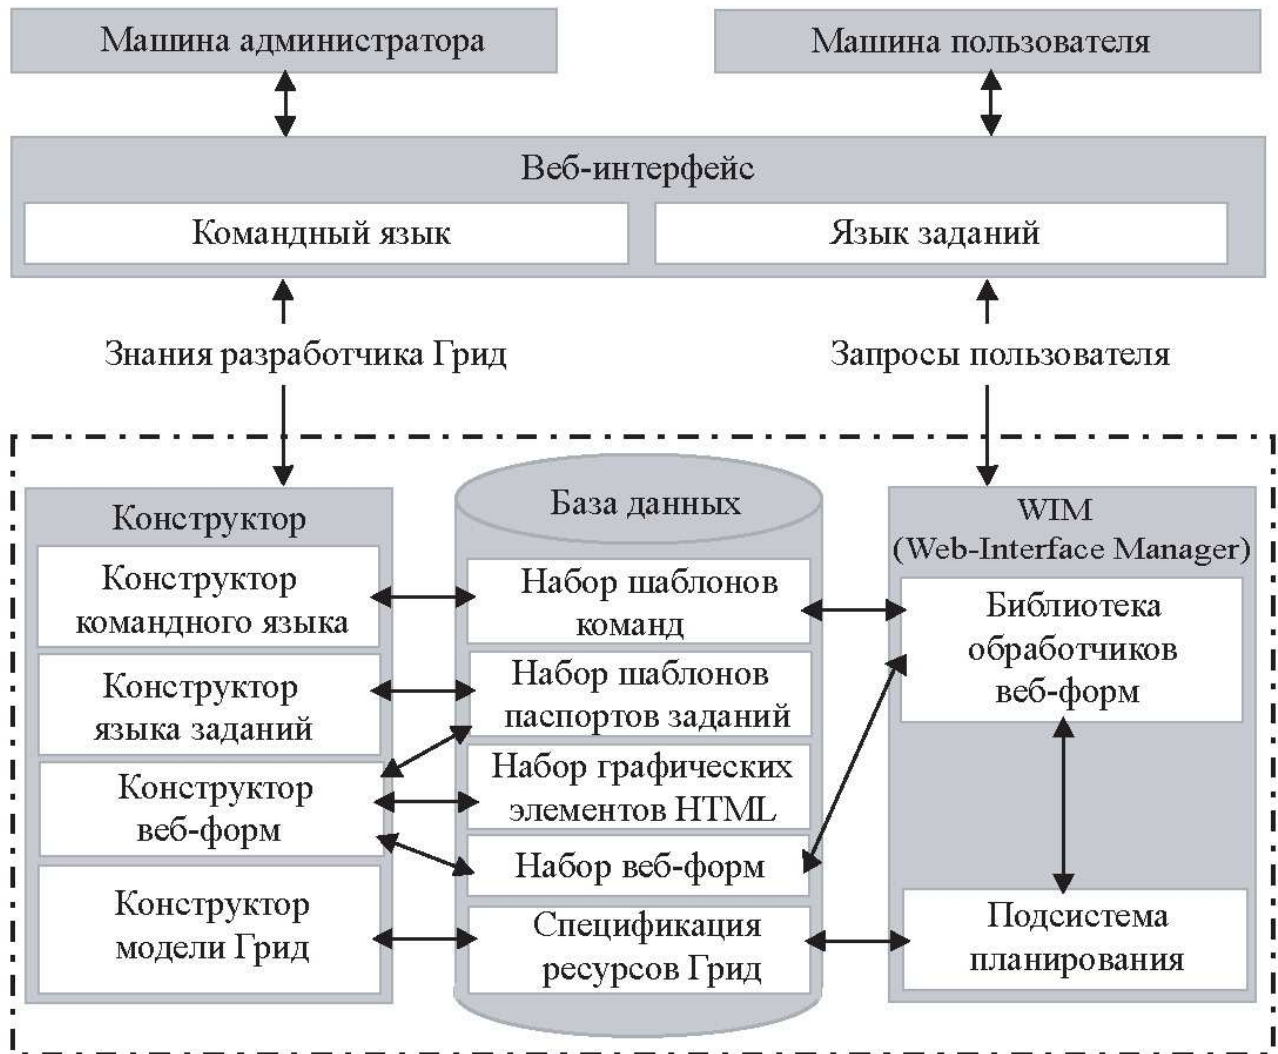 Машина администратора
Машина пользователя
Веб-интерфейс
Командный язык
Язык заданий
Знания разработчика Грид
Запросы пользователя
Конструктор
Конструктор
командного языка
Конструктор
языка заданий
Конструктор
веб-форм
Конструктор
модели Грид
База данных
Набор шаблонов
команд
Набор шаблонов
паспортов заданий
Набор графических
элементов HTML
Набор веб-форм
Спецификация
ресурсов Грид
WIM
(Web-Interface Manager)
Библиотека
обработчиков
веб-форм
Подсистема
планирования